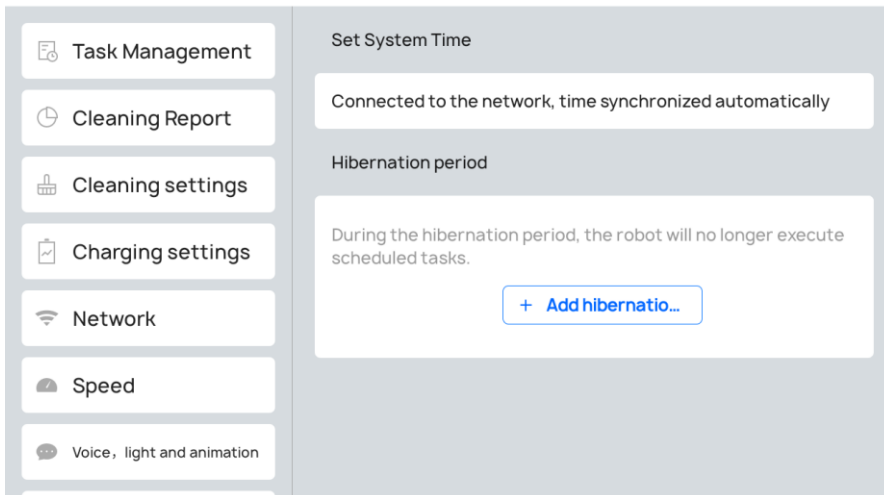 Task Management
Cleaning Report
Cleaning settings
Charging settings
Network
Speed
Voice，light and animation
Set System Time
Connected to the network, time synchronized automatically
Hibernation period
During the hibernation period, the robot will no longer execute
scheduled tasks.
+ Add hibernatio...